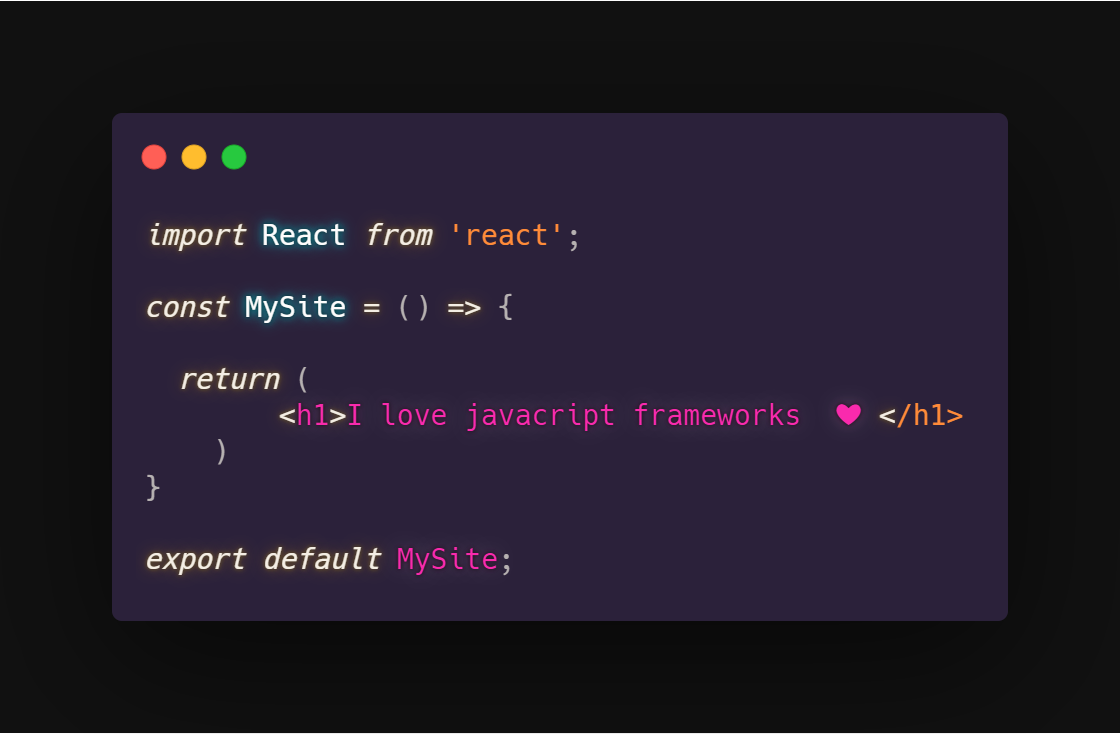 import React from 'react';
const MySite = () => {
return (
<h1>I love javacript frameworks ♥ </h1>
)
}
export default MySite;